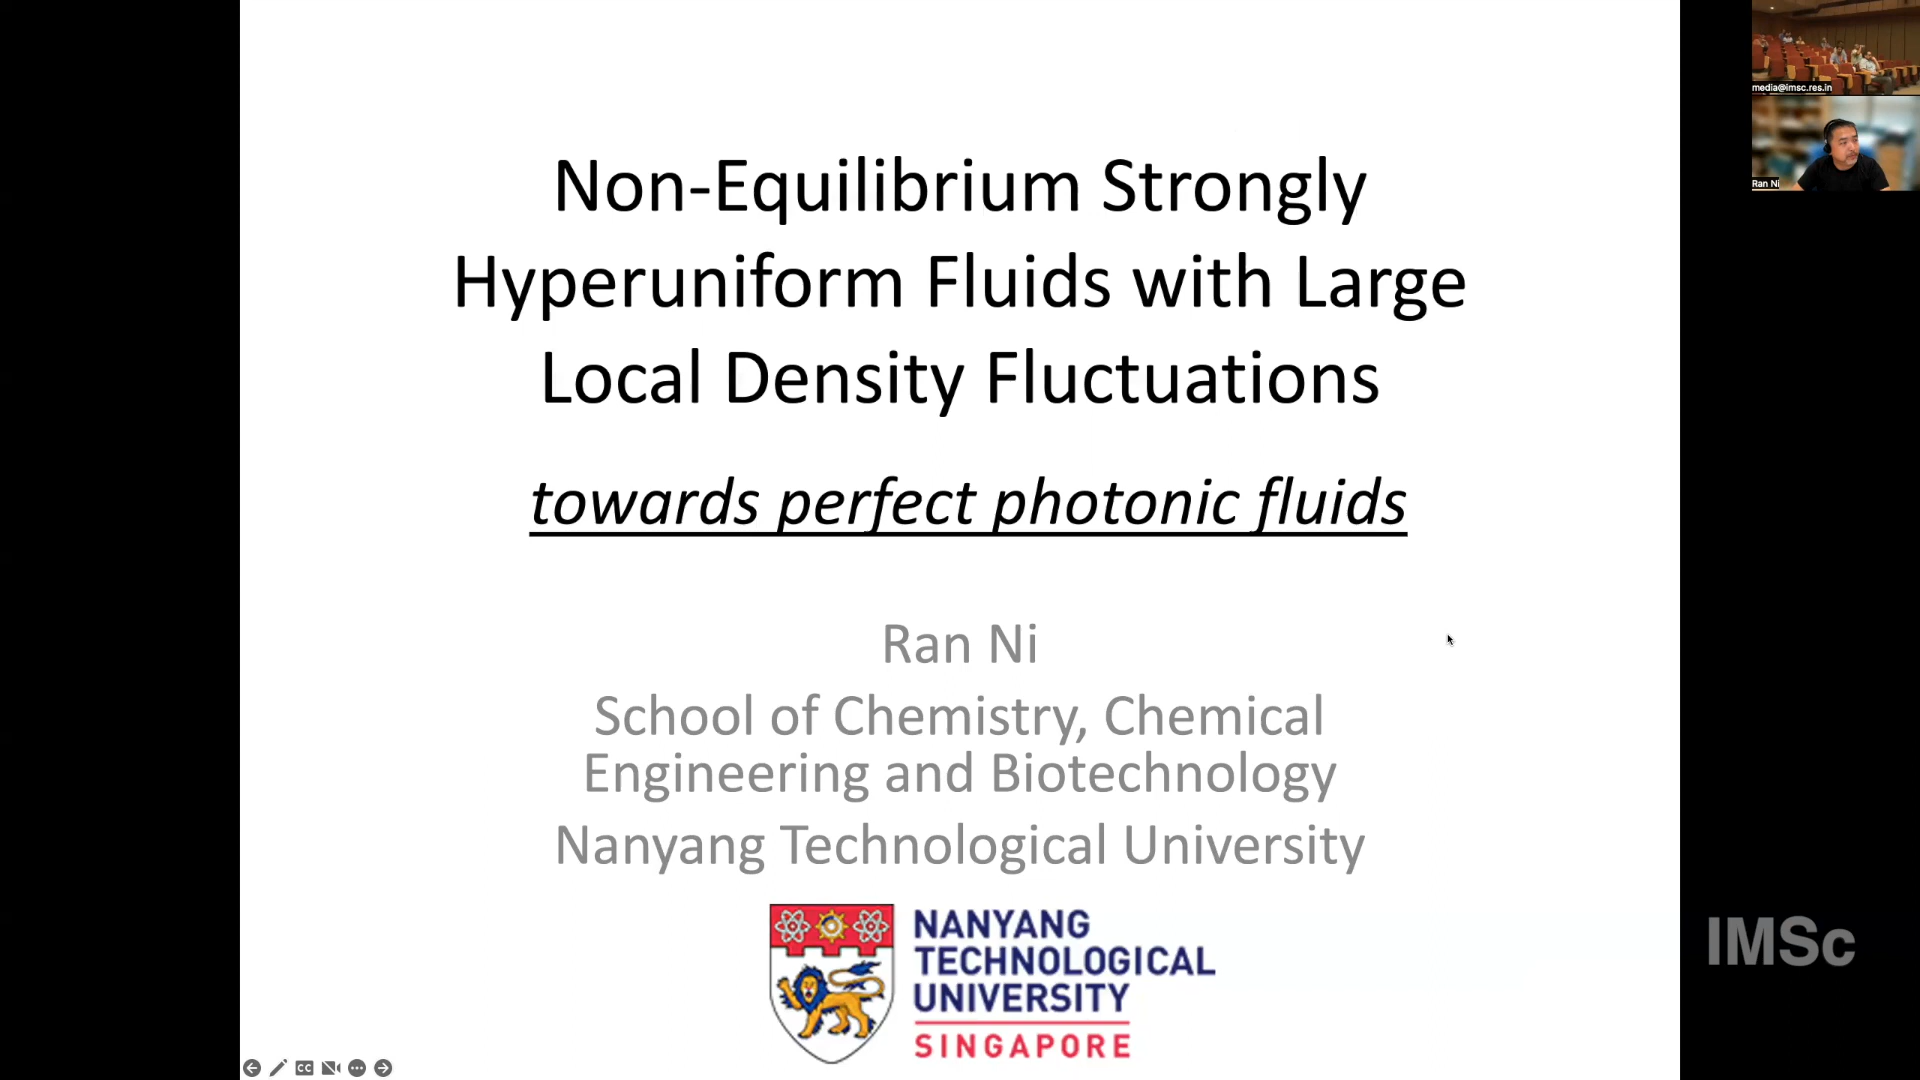 Non-Equilibrium Strongly
Hyperuniform Fluids with Large
Local Density Fluctuations
towards perfect photonic fluids
Ran Ni
School of Chemistry, Chemical
Engineering and Biotechnology
Nanyang Technological University
NANYANG
TECHNOLOGICAL
UNIVERSITY
SINGAPORE
media@imsc.res.in
Ran Ni
IMSc
CC